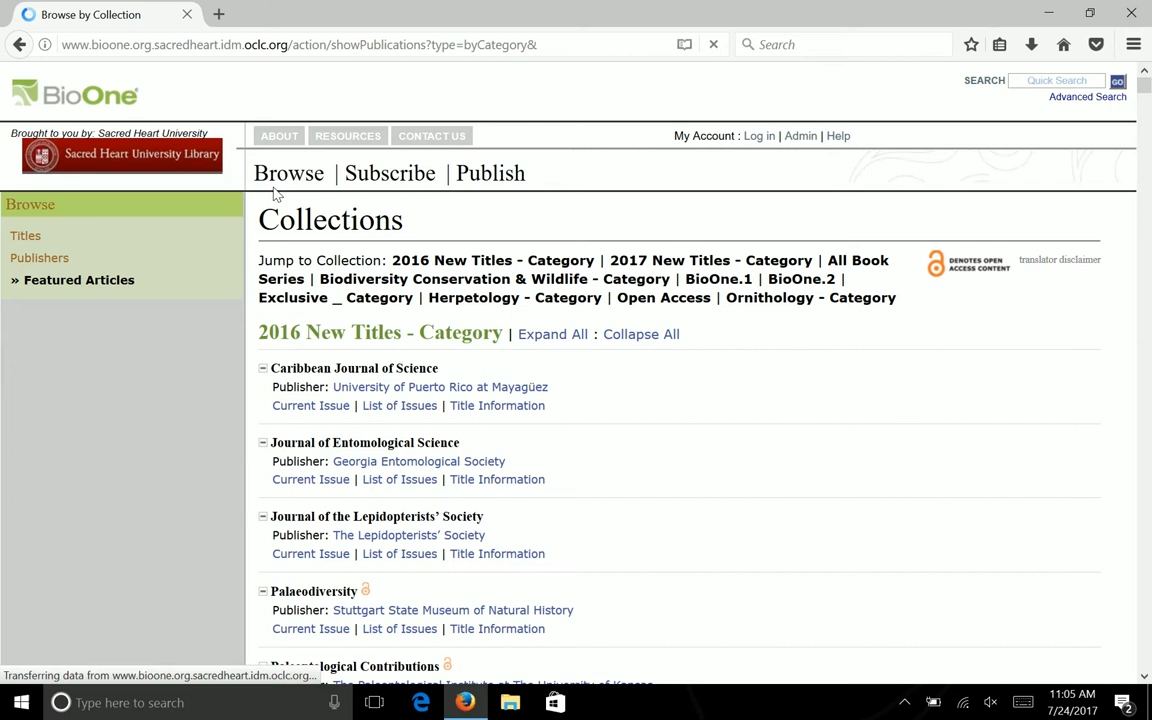 Browse by Collection
www.bioone.org.sacredheart.idm.oclc.org/action/showPublications?type=byCategory&
Search
BioOne
SEARCH Quick Search GO
Advanced Search
Brought to you by: Sacred Heart University
Sacred Heart University Library
ABOUT RESOURCES CONTACT US
My Account : Log in | Admin | Help
Browse | Subscribe | Publish
Browse
Titles
Publishers
» Featured Articles
Collections
Jump to Collection: 2016 New Titles - Category | 2017 New Titles - Category | All Book
Series | Biodiversity Conservation & Wildlife - Category | BioOne.1 | BioOne.2 |
Exclusive _ Category | Herpetology - Category | Open Access | Ornithology - Category
DENOTES OPEN
ACCESS CONTENT
translator disclaimer
2016 New Titles - Category | Expand All : Collapse All
Caribbean Journal of Science
Publisher: University of Puerto Rico at Mayagüez
Current Issue | List of Issues | Title Information
Journal of Entomological Science
Publisher: Georgia Entomological Society
Current Issue | List of Issues | Title Information
Journal of the Lepidopterists’ Society
Publisher: The Lepidopterists’ Society
Current Issue | List of Issues | Title Information
Palaeodiversity
Publisher: Stuttgart State Museum of Natural History
Current Issue | List of Issues | Title Information
Paleontological Contributions
Transferring data from www.bioone.org.sacredheart.idm.oclc.org...
Type here to search
11:05 AM
7/24/2017
2